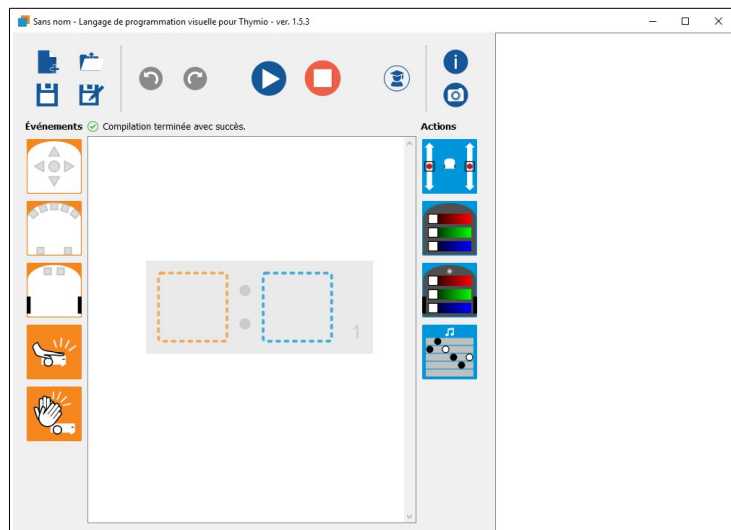 Sans nom - Langage de programmation visuelle pour Thymio - ver. 1.5.3
Événements
Compilation terminée avec succès.
Actions
1